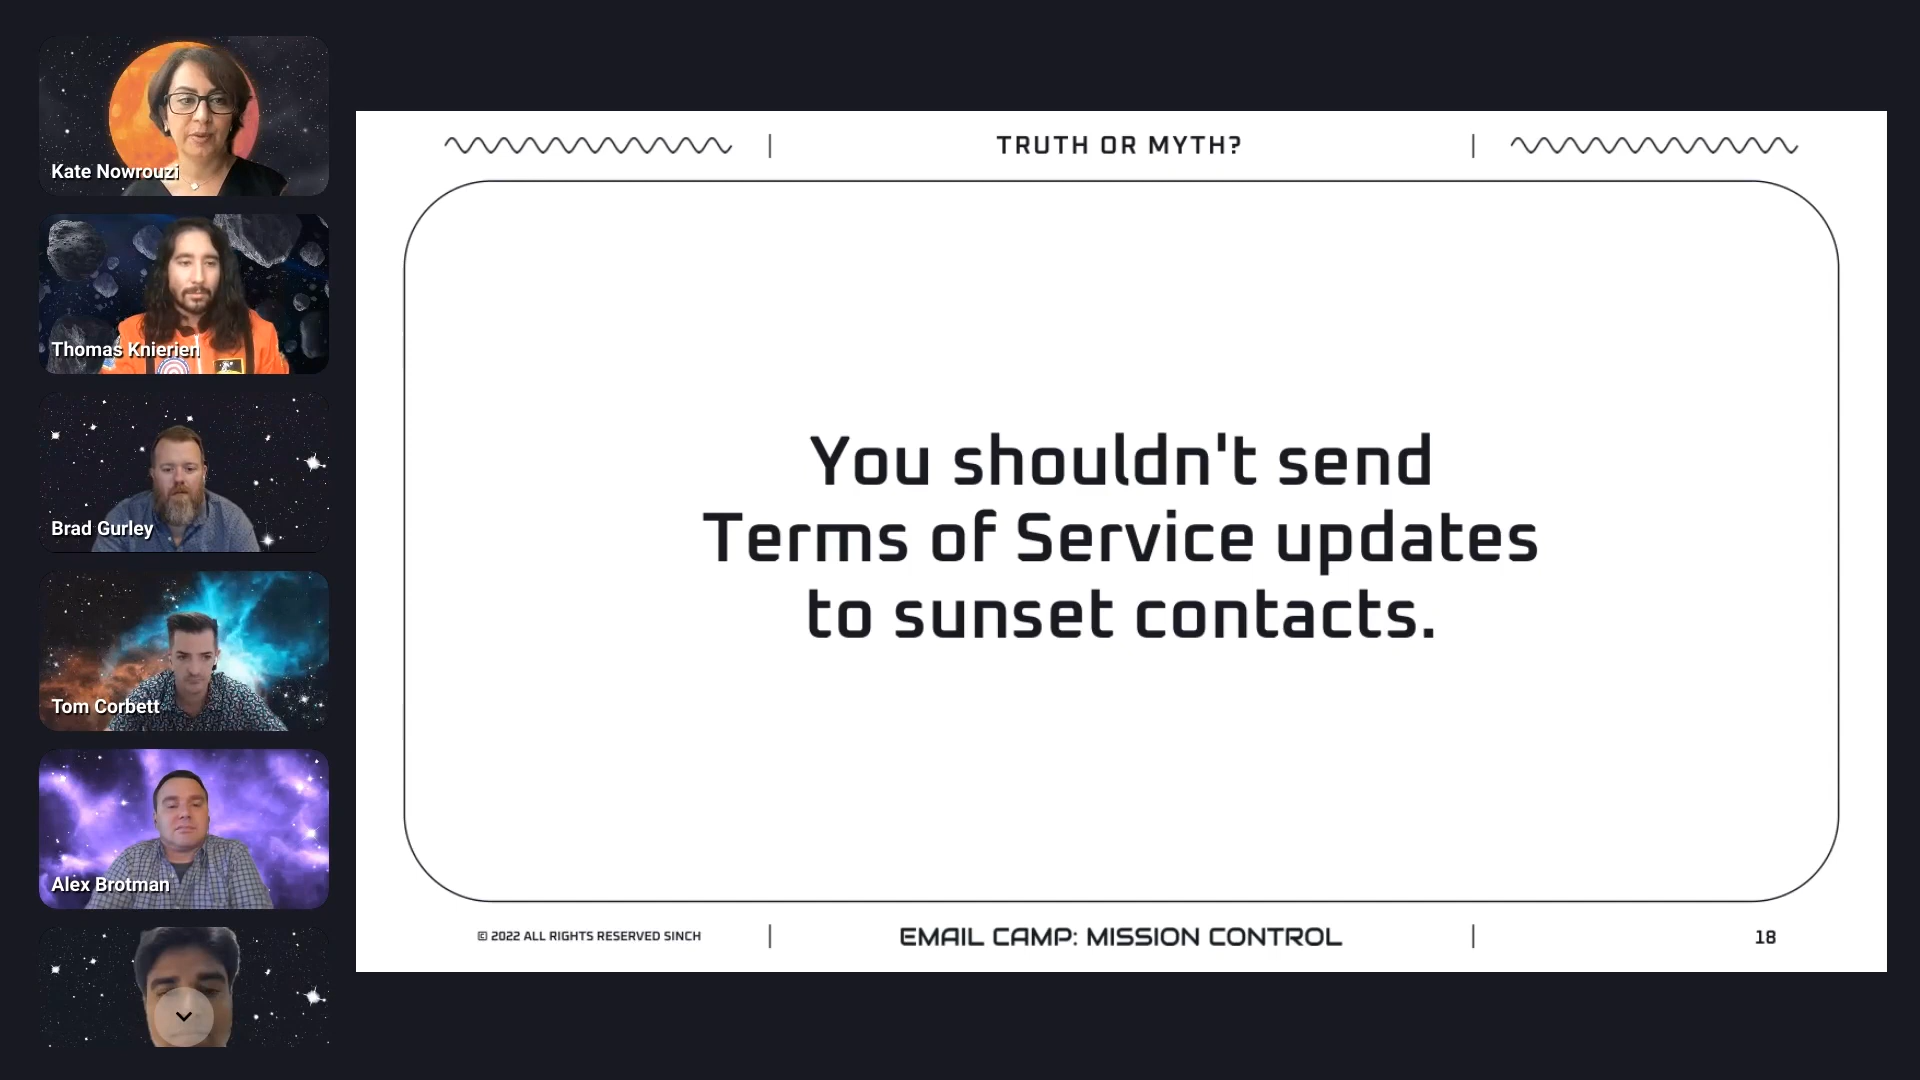 Kate Nowrouzi
Thomas Knierien
Brad Gurley
Tom Corbett
Alex Brotman
TRUTH OR MYTH?
You shouldn't send
Terms of Service updates
to sunset contacts.
© 2022 ALL RIGHTS RESERVED SINCH
EMAIL CAMP: MISSION CONTROL
18